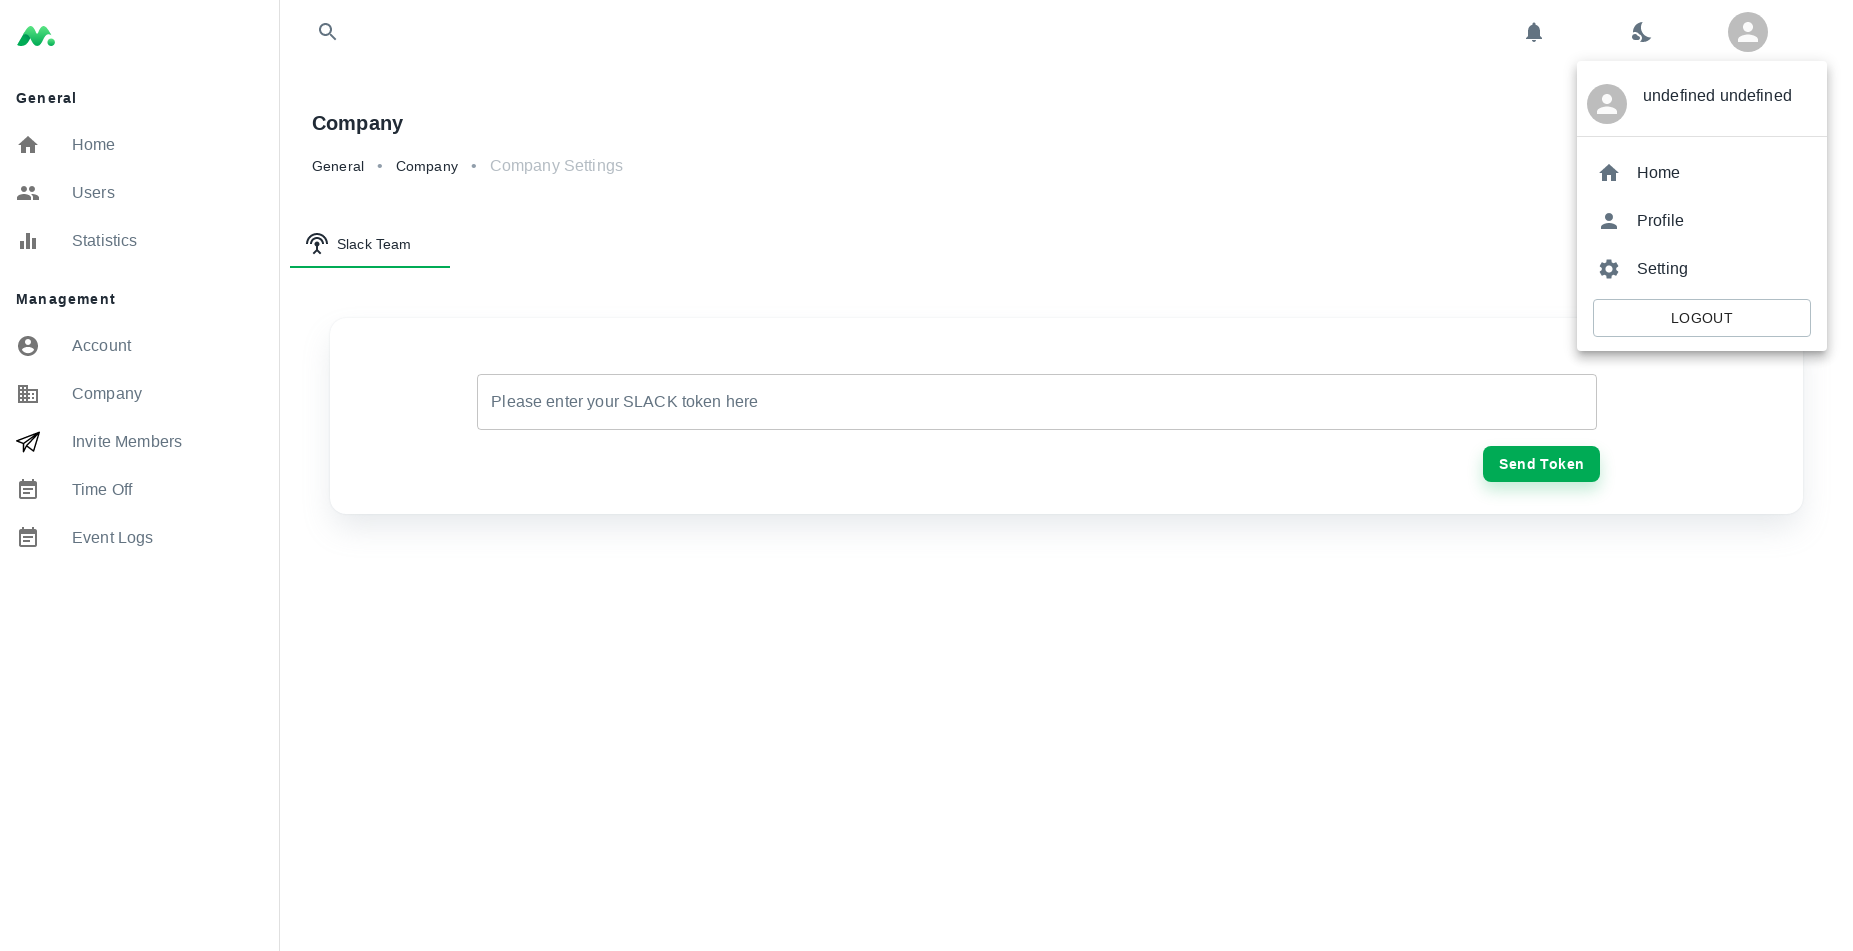 General
Home
Users
Statistics
Management
Account
Company
Invite Members
Time Off
Event Logs
Company
General • Company • Company Settings
Slack Team
Please enter your SLACK token here
Send Token
undefined undefined
Home
Profile
Setting
LOGOUT